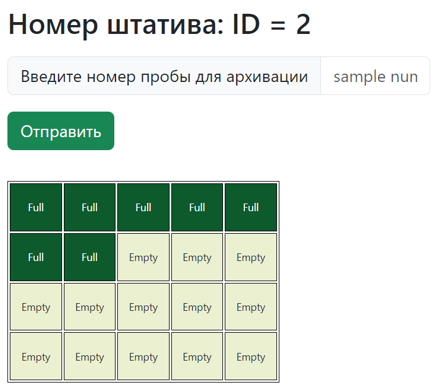 Номер штатива: ID = 2
Введите номер пробы для архивации sample nun
Отправить
Full Full Full Full Full
Full Full Empty Empty Empty
Empty Empty Empty Empty Empty
Empty Empty Empty Empty Empty